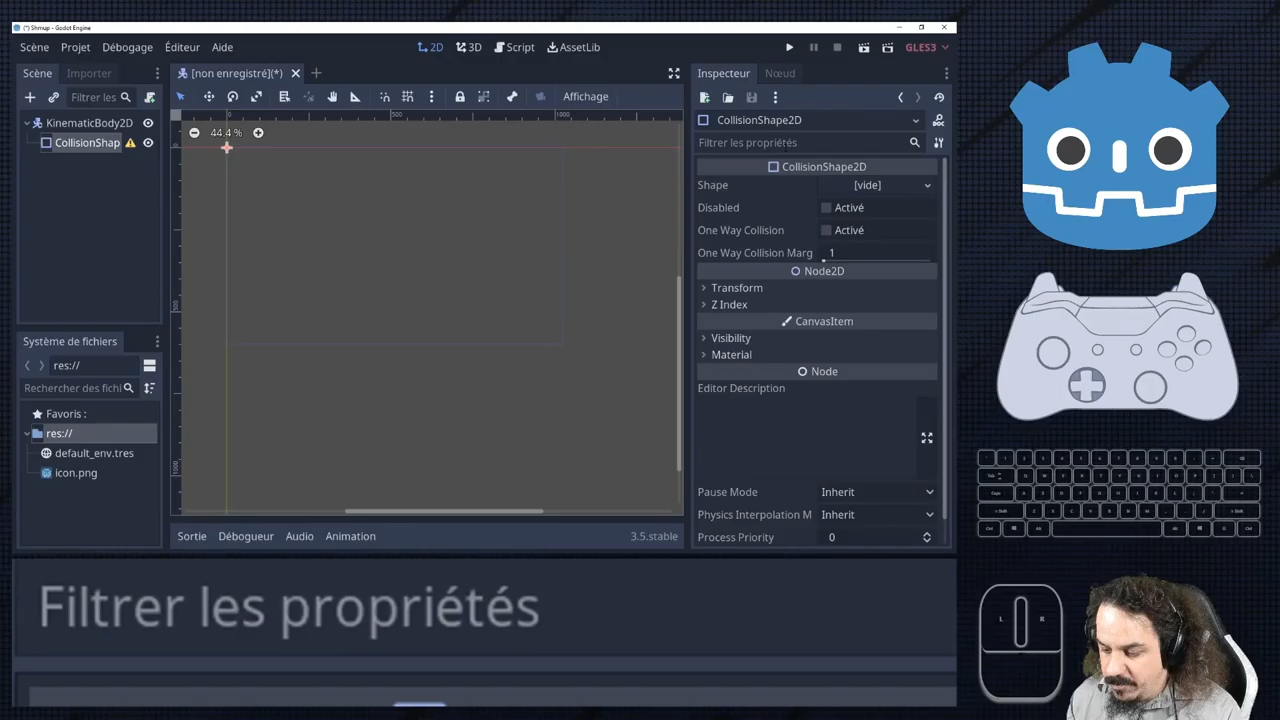 (*) Shmup - Godot Engine
Scène Projet Débogage Éditeur Aide
2D 3D Script AssetLib
GLES3
Scène Importer
[non enregistré](*)
Inspecteur Nœud
Filtrer les
Affichage
KinematicBody2D
CollisionShap
CollisionShape2D
Filtrer les propriétés
44,4 %
0 500 1000
0
500
1000
CollisionShape2D
Shape [vide]
Disabled Activé
One Way Collision Activé
One Way Collision Marg 1
Node2D
Transform
Z Index
CanvasItem
Visibility
Material
Node
Editor Description
Pause Mode Inherit
Physics Interpolation M Inherit
Process Priority 0
Système de fichiers
res://
Rechercher des fichi
Favoris :
res://
default_env.tres
icon.png
Sortie Débogueur Audio Animation 3.5.stable
Filtrer les propriétés
L R